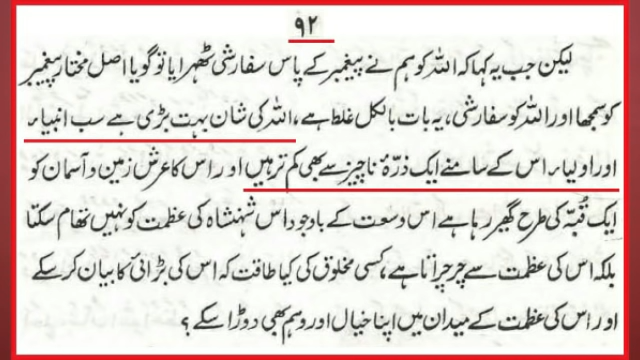 ۹۲
لیکن جب یہ کہا کہ اللہ کو ہم نے پیغمبر کے پاس سفارشی ٹھہرایا تو گویا اصل مختار پیغمبر
کو سمجھا اور اللہ کو سفارشی، یہ بات بالکل غلط ہے، اللہ کی شان بہت بڑی ہے سب انبیاء
اور اولیاء اس کے سامنے ایک ذرۂ ناچیز سے بھی کم تر ہیں اور اس کا عرش زمین و آسمان کو
ایک قُبّہ کی طرح گھیر رہا ہے اس وسعت کے باوجود اس شہنشاہ کی عظمت کو نہیں تھام سکتا
بلکہ اس کی عظمت سے چرچراتا ہے، کسی مخلوق کی کیا طاقت کہ اس کی بڑائی کا بیان کر سکے
اور اس کی عظمت کے میدان میں اپنا خیال اور وہم بھی دوڑا سکے؟